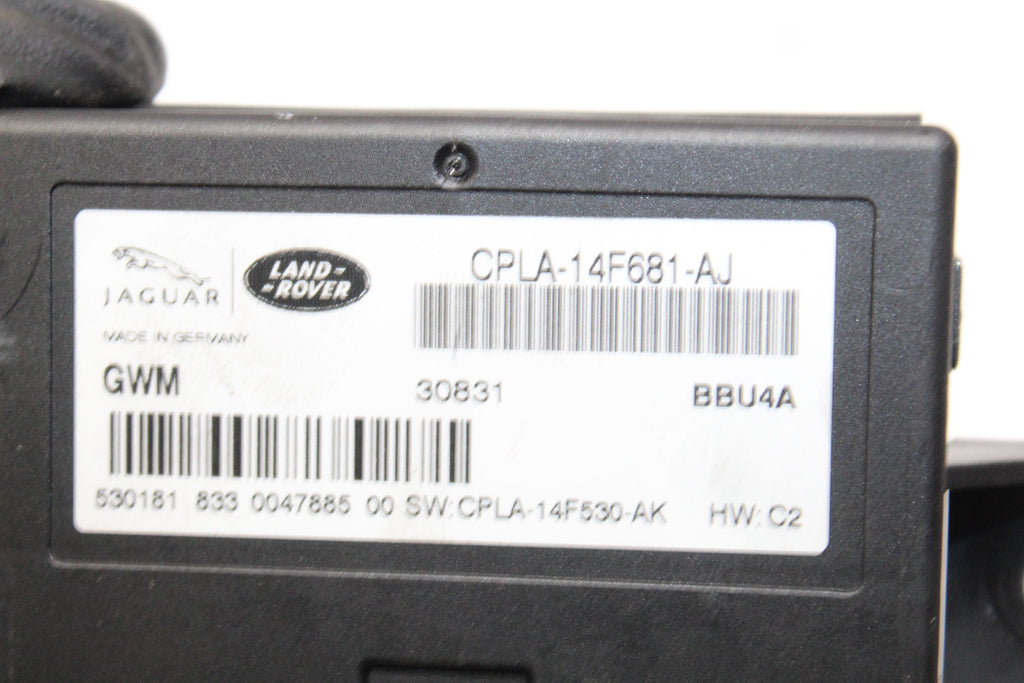 JAGUAR
LAND-
-ROVER
CPLA-14F681-AJ
MADE IN GERMANY
GWM 30831 BBU4A
530181 833 0047885 00 SW:CPLA-14F530-AK HW: C2